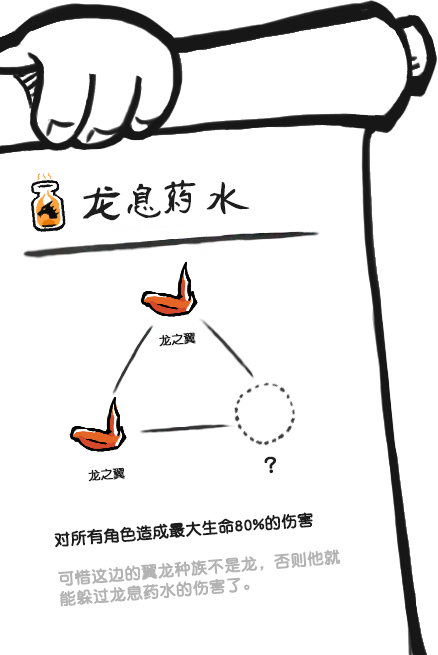 龙息药水
龙之翼
龙之翼
?
对所有角色造成最大生命80%的伤害
可惜这边的翼龙种族不是龙，否则他就
能躲过龙息药水的伤害了。